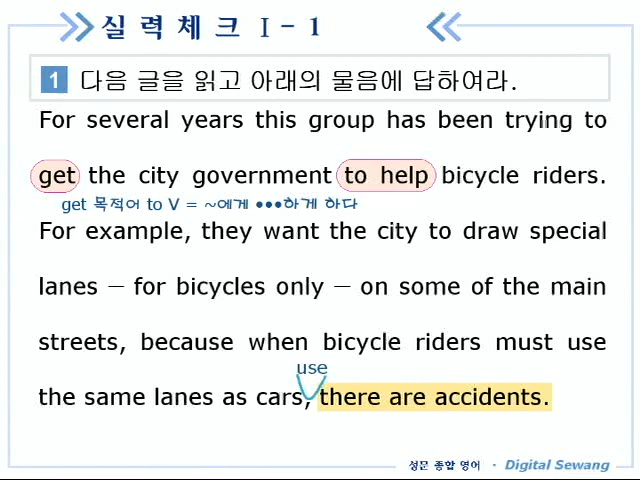 실력체크 I - 1
1 다음 글을 읽고 아래의 물음에 답하여라.
For several years this group has been trying to
get the city government to help bicycle riders.
get 목적어 to V = ~에게 •••하게 하다
For example, they want the city to draw special
lanes — for bicycles only — on some of the main
streets, because when bicycle riders must use
use
the same lanes as cars, there are accidents.
성문 종합 영어 · Digital Sewang